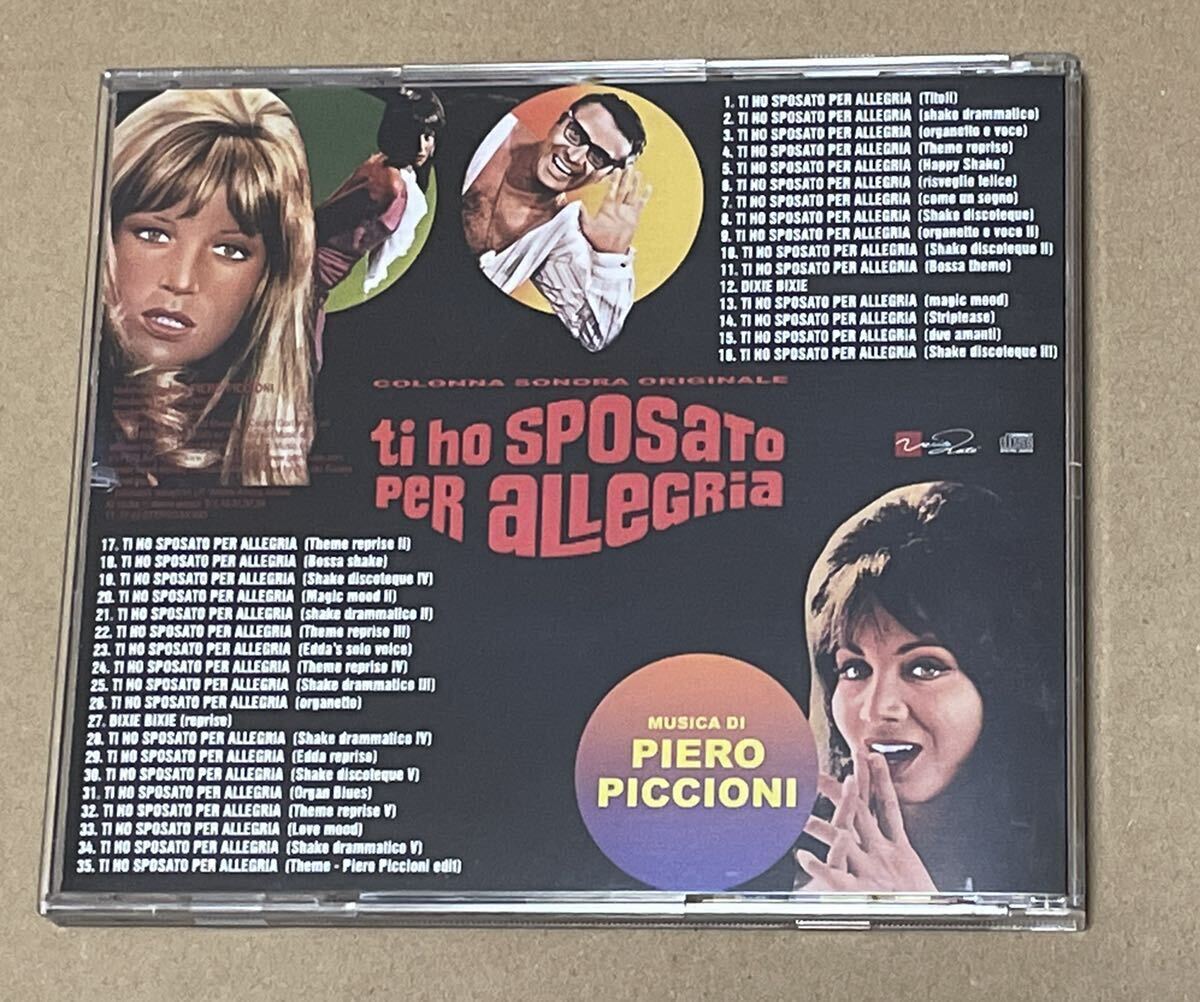 1. TI HO SPOSATO PER ALLEGRIA (Titoli)
2. TI HO SPOSATO PER ALLEGRIA (shake drammatico)
3. TI HO SPOSATO PER ALLEGRIA (organetto e voce)
4. TI HO SPOSATO PER ALLEGRIA (Theme reprise)
5. TI HO SPOSATO PER ALLEGRIA (Happy Shake)
6. TI HO SPOSATO PER ALLEGRIA (risveglio felice)
7. TI HO SPOSATO PER ALLEGRIA (come un sogno)
8. TI HO SPOSATO PER ALLEGRIA (Shake discoteque)
9. TI HO SPOSATO PER ALLEGRIA (organetto e voce II)
10. TI HO SPOSATO PER ALLEGRIA (Shake discoteque II)
11. TI HO SPOSATO PER ALLEGRIA (Bossa theme)
12. DIXIE BIXIE
13. TI HO SPOSATO PER ALLEGRIA (magic mood)
14. TI HO SPOSATO PER ALLEGRIA (Striptease)
15. TI HO SPOSATO PER ALLEGRIA (due amanti)
16. TI HO SPOSATO PER ALLEGRIA (Shake discoteque III)
COLONNA SONORA ORIGINALE
ti ho SPOSATO
PER ALLEGRIA
PIERO PICCIONI
17. TI HO SPOSATO PER ALLEGRIA (Theme reprise II)
18. TI HO SPOSATO PER ALLEGRIA (Bossa shake)
19. TI HO SPOSATO PER ALLEGRIA (Shake discoteque IV)
20. TI HO SPOSATO PER ALLEGRIA (Magic mood II)
21. TI HO SPOSATO PER ALLEGRIA (shake drammatico II)
22. TI HO SPOSATO PER ALLEGRIA (Theme reprise III)
23. TI HO SPOSATO PER ALLEGRIA (Edda's solo voice)
24. TI HO SPOSATO PER ALLEGRIA (Theme reprise IV)
25. TI HO SPOSATO PER ALLEGRIA (Shake drammatico III)
26. TI HO SPOSATO PER ALLEGRIA (organetto)
27. DIXIE BIXIE (reprise)
28. TI HO SPOSATO PER ALLEGRIA (Shake drammatico IV)
29. TI HO SPOSATO PER ALLEGRIA (Edda reprise)
30. TI HO SPOSATO PER ALLEGRIA (Shake discoteque V)
31. TI HO SPOSATO PER ALLEGRIA (Organ Blues)
32. TI HO SPOSATO PER ALLEGRIA (Theme reprise V)
33. TI HO SPOSATO PER ALLEGRIA (Love mood)
34. TI HO SPOSATO PER ALLEGRIA (Shake drammatico V)
35. TI HO SPOSATO PER ALLEGRIA (Theme - Piero Piccioni edit)
MUSICA DI
PIERO
PICCIONI